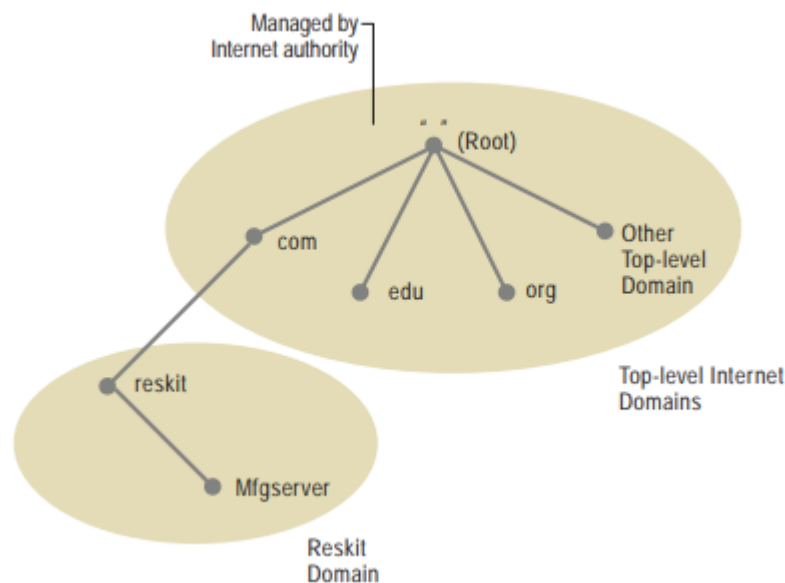 Managed by
Internet authority
" "
(Root)
com
edu
org
Other
Top-level
Domain
Top-level Internet
Domains
reskit
Mfgserver
Reskit
Domain